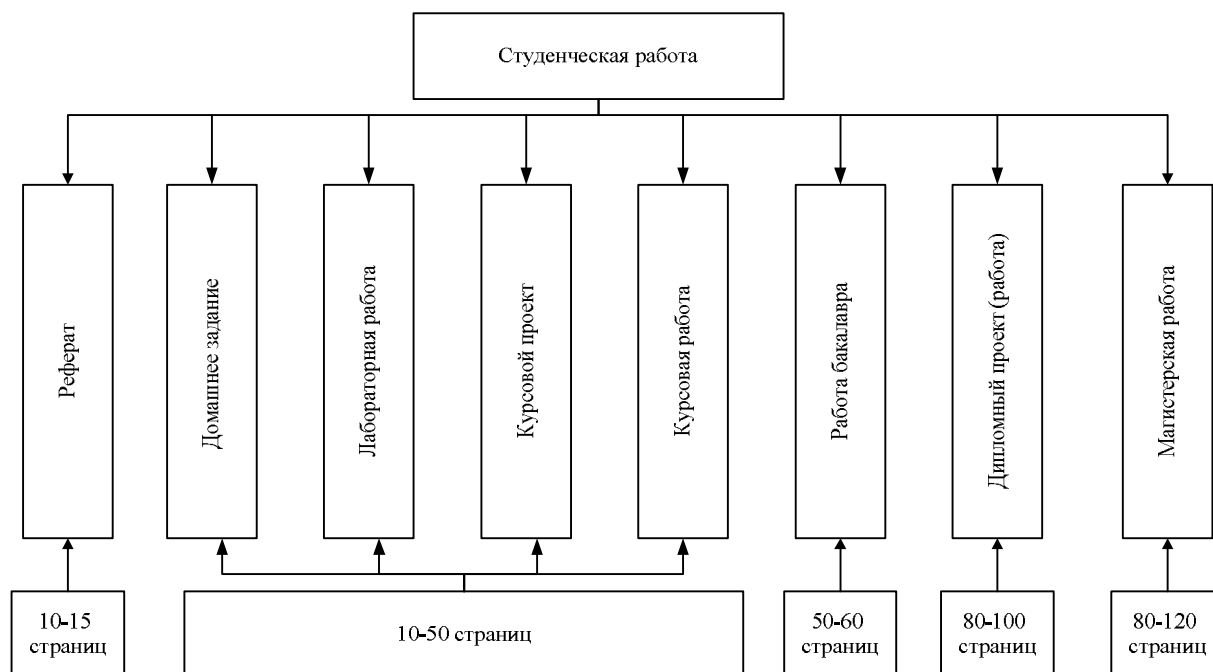 Студенческая работа
Реферат
Домашнее задание
Лабораторная работа
Курсовой проект
Курсовая работа
Работа бакалавра
Дипломный проект (работа)
Магистерская работа
10-15
страниц
10-50 страниц
50-60
страниц
80-100
страниц
80-120
страниц